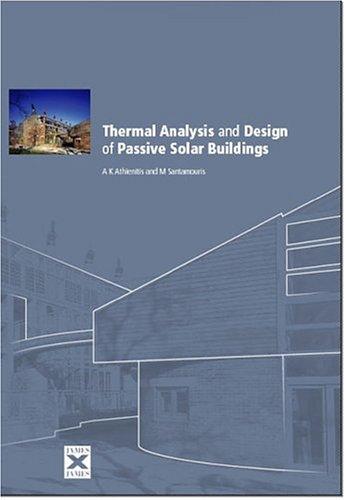 Thermal Analysis and Design
of Passive Solar Buildings
A K Athienitis and M Santamouris
JAMES
X
JAMES